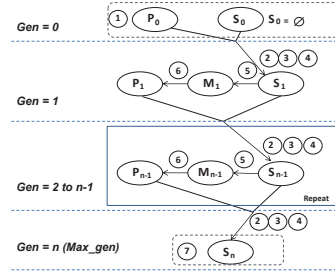 Gen = 0
1 P0 S0 S0 = ∅
2 3 4
Gen = 1
P1 6 M1 5 S1
2 3 4
Gen = 2 to n-1
Pn-1 6 Mn-1 5 Sn-1
Repeat
2 3 4
Gen = n (Max_gen)
7 Sn